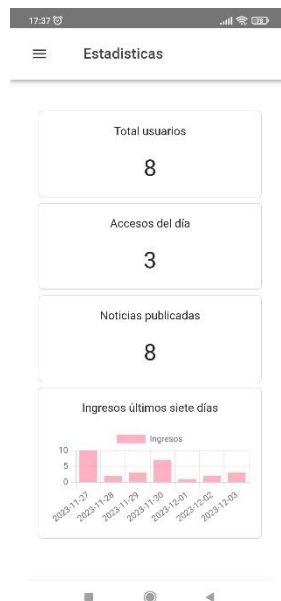 17:37
Estadisticas
Total usuarios
8
Accesos del día
3
Noticias publicadas
8
Ingresos últimos siete días
Ingresos
10
5
0
2023-11-27 2023-11-28 2023-11-29 2023-11-30 2023-12-01 2023-12-02 2023-12-03